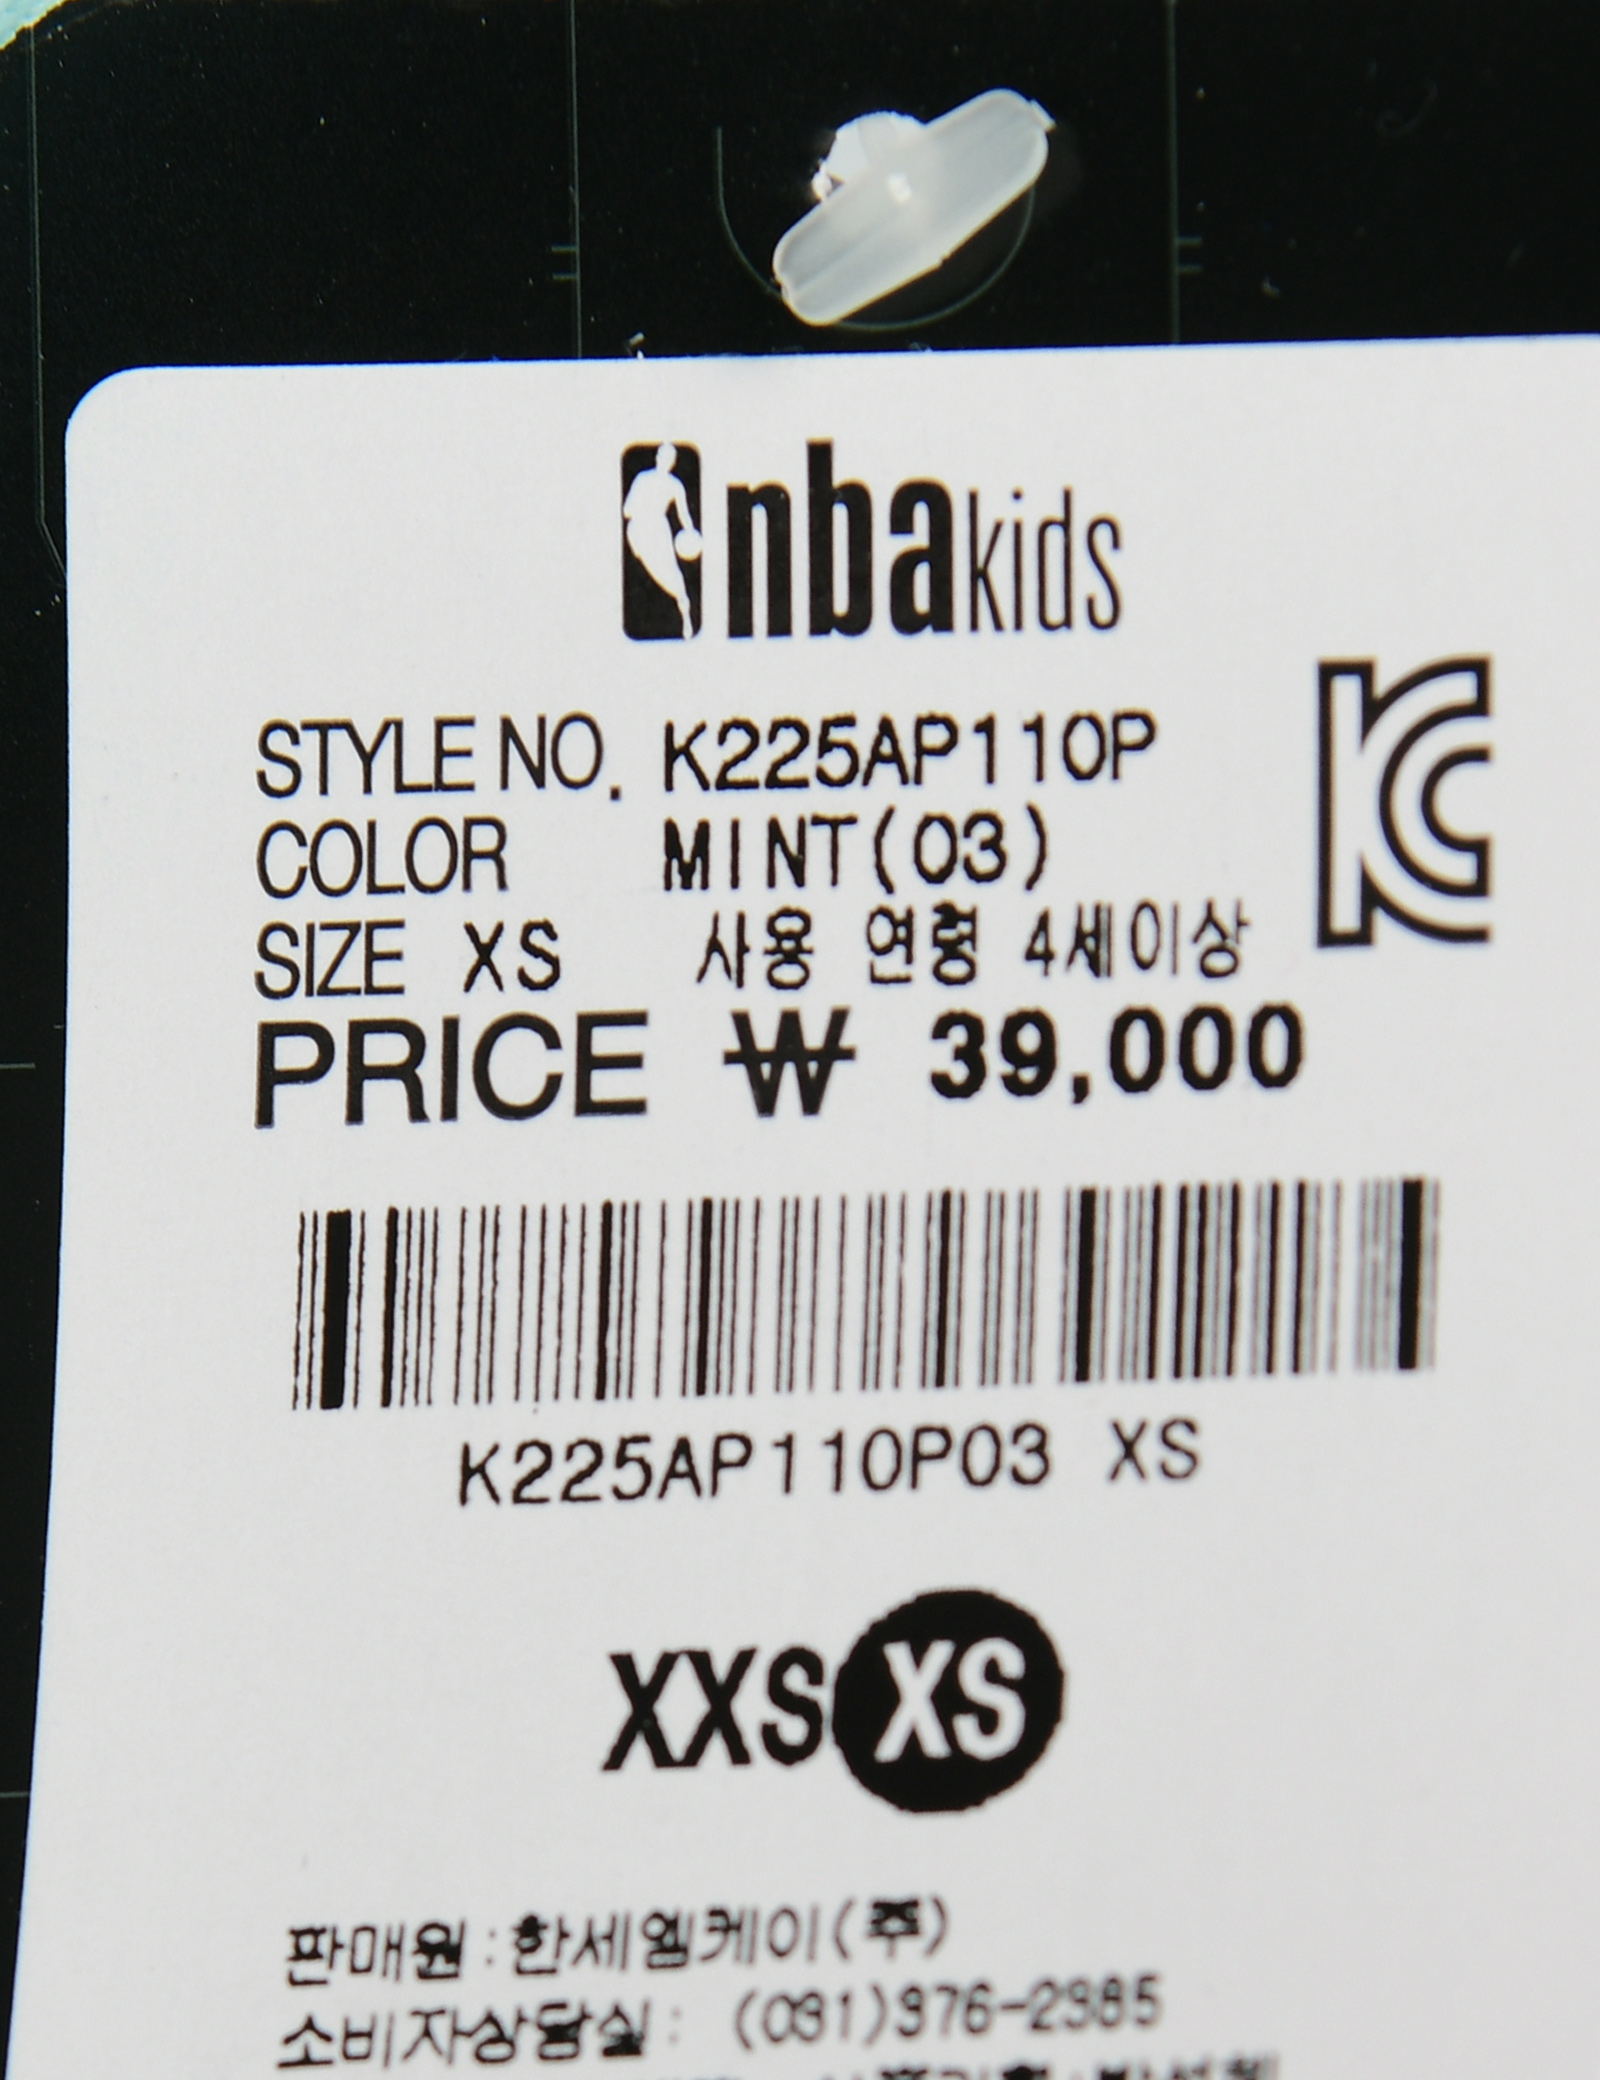 nbakids
STYLE NO. K225AP110P
COLOR MINT(03)
SIZE XS 사용 연령 4세이상
PRICE ₩ 39,000
K225AP110P03 XS
XXS XS
판매원:한세엠케이(주)
소비자상담실: (031)376-2385